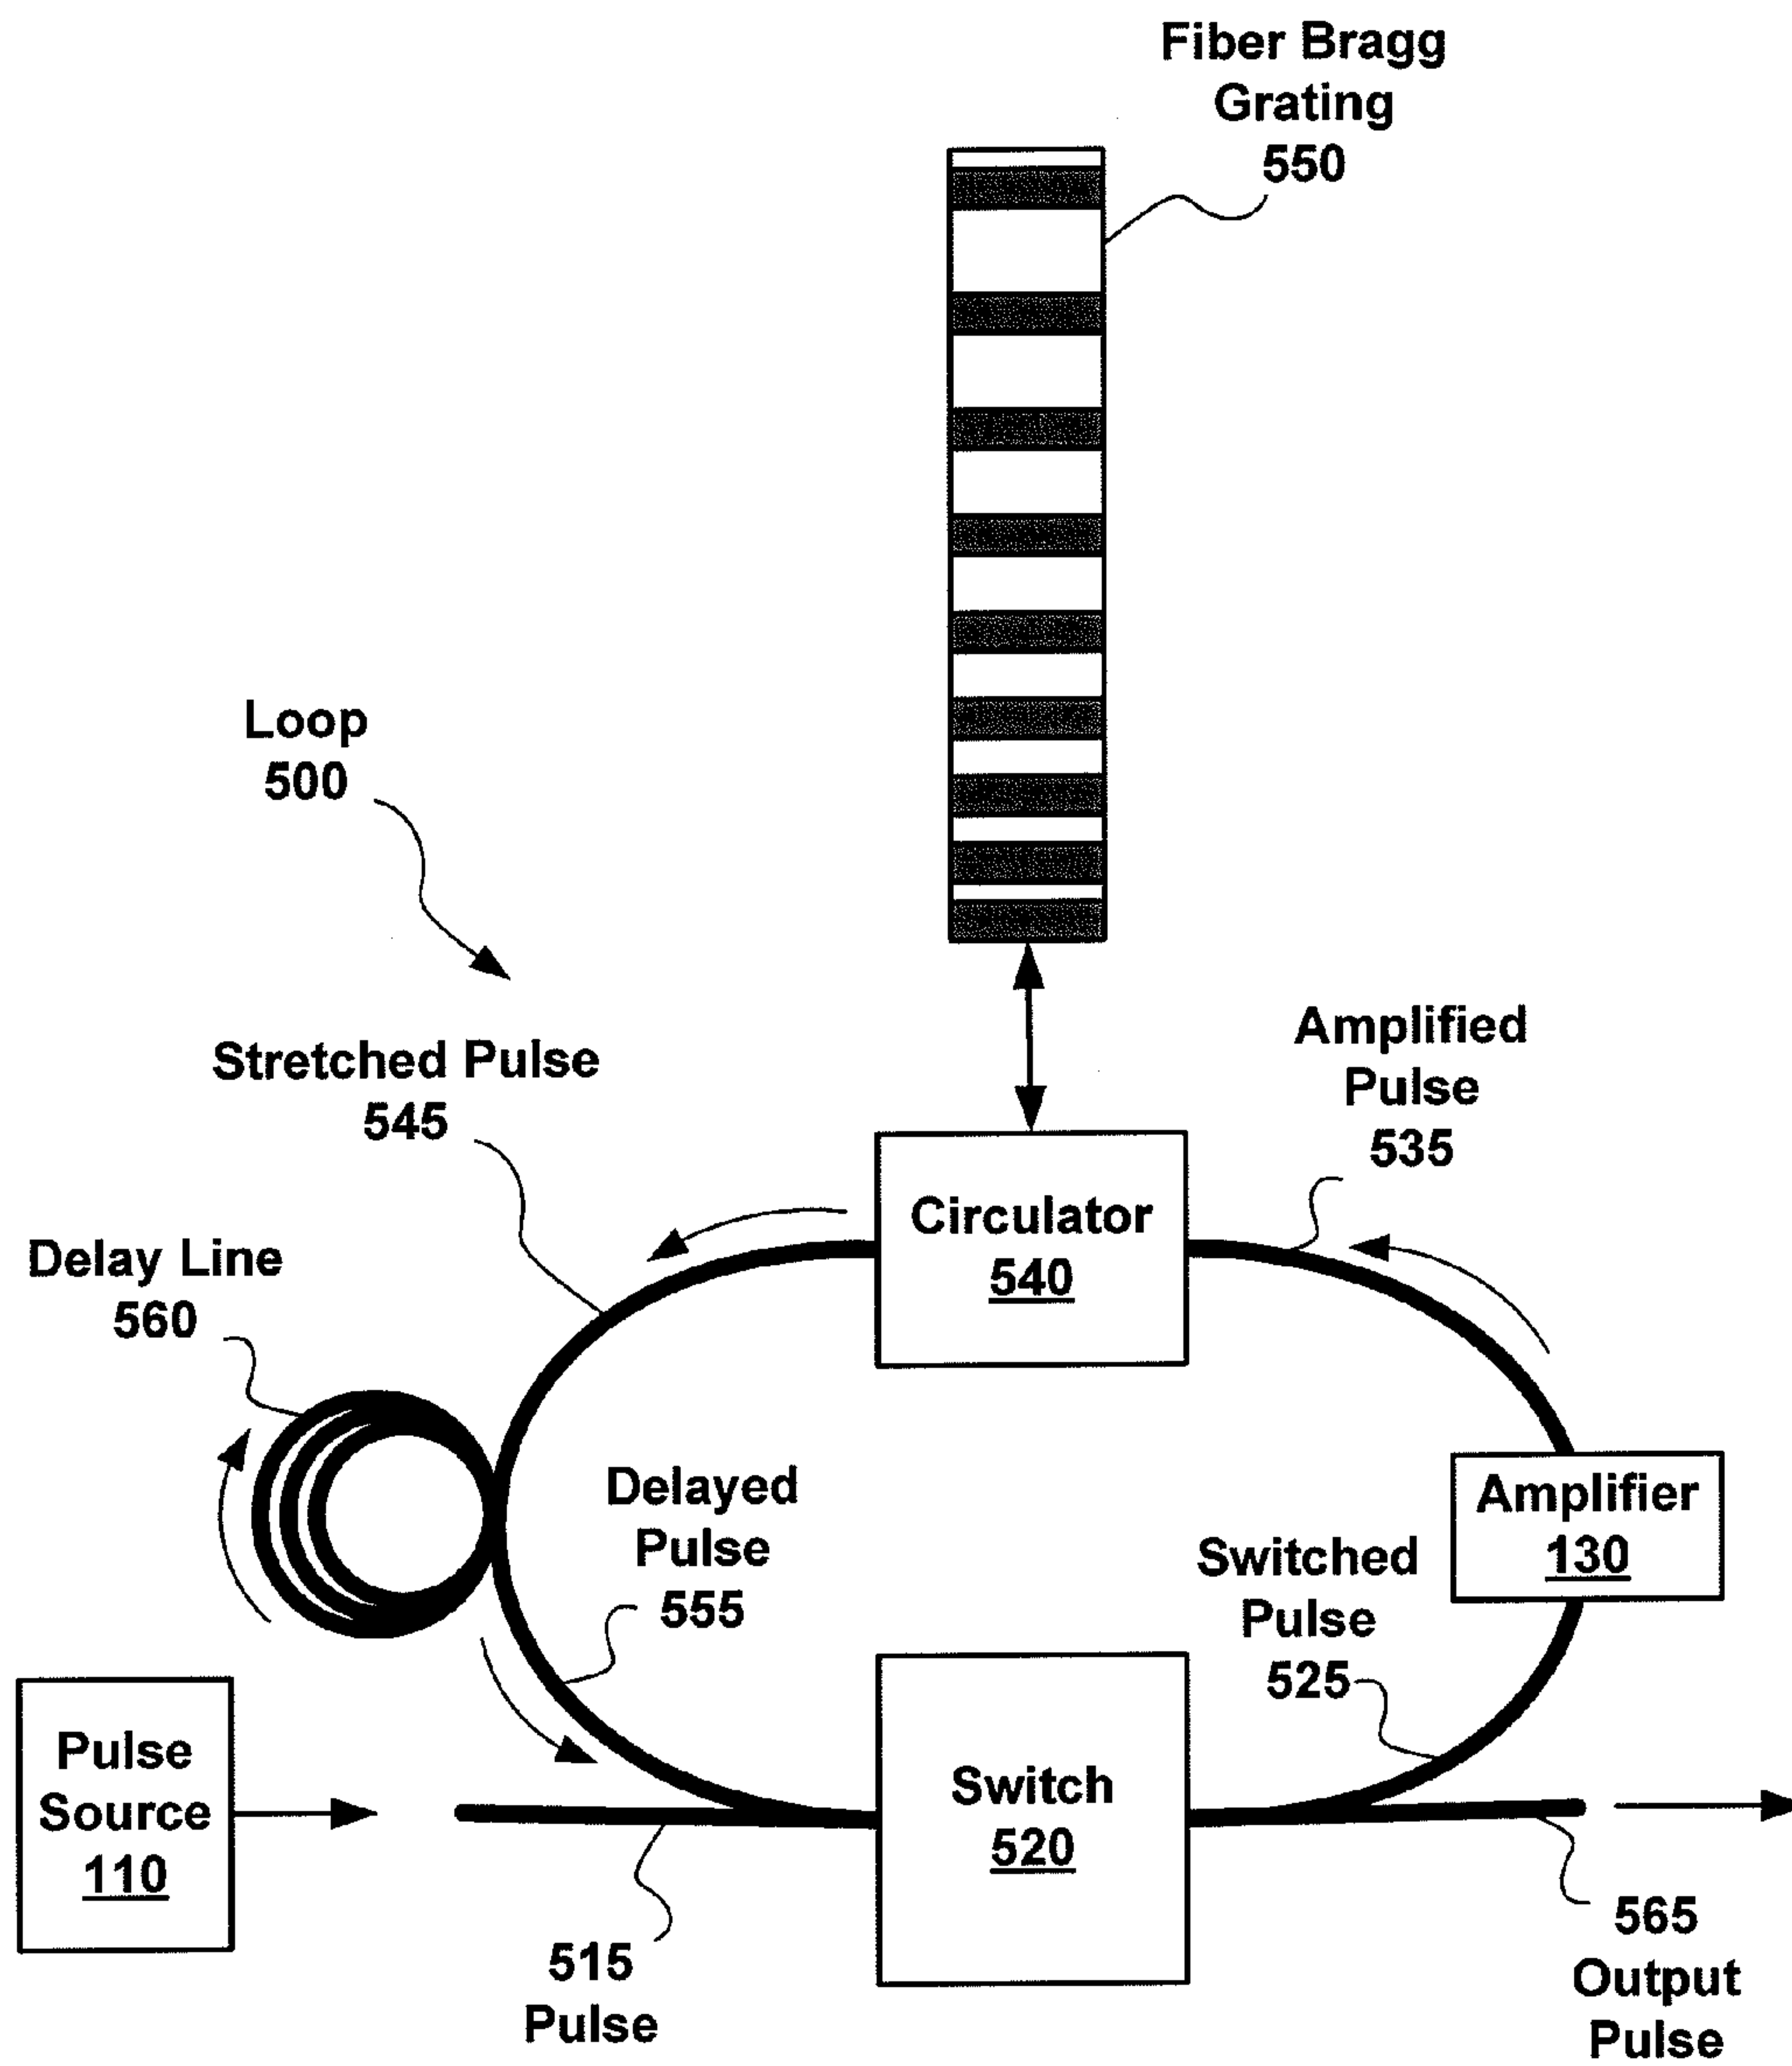 Fiber Bragg
Grating
550
Loop
500
Stretched Pulse
545
Amplified
Pulse
535
Circulator
540
Delay Line
560
Delayed
Pulse
555
Amplifier
130
Switched
Pulse
525
Pulse
Source
110
Switch
520
515
Pulse
565
Output
Pulse